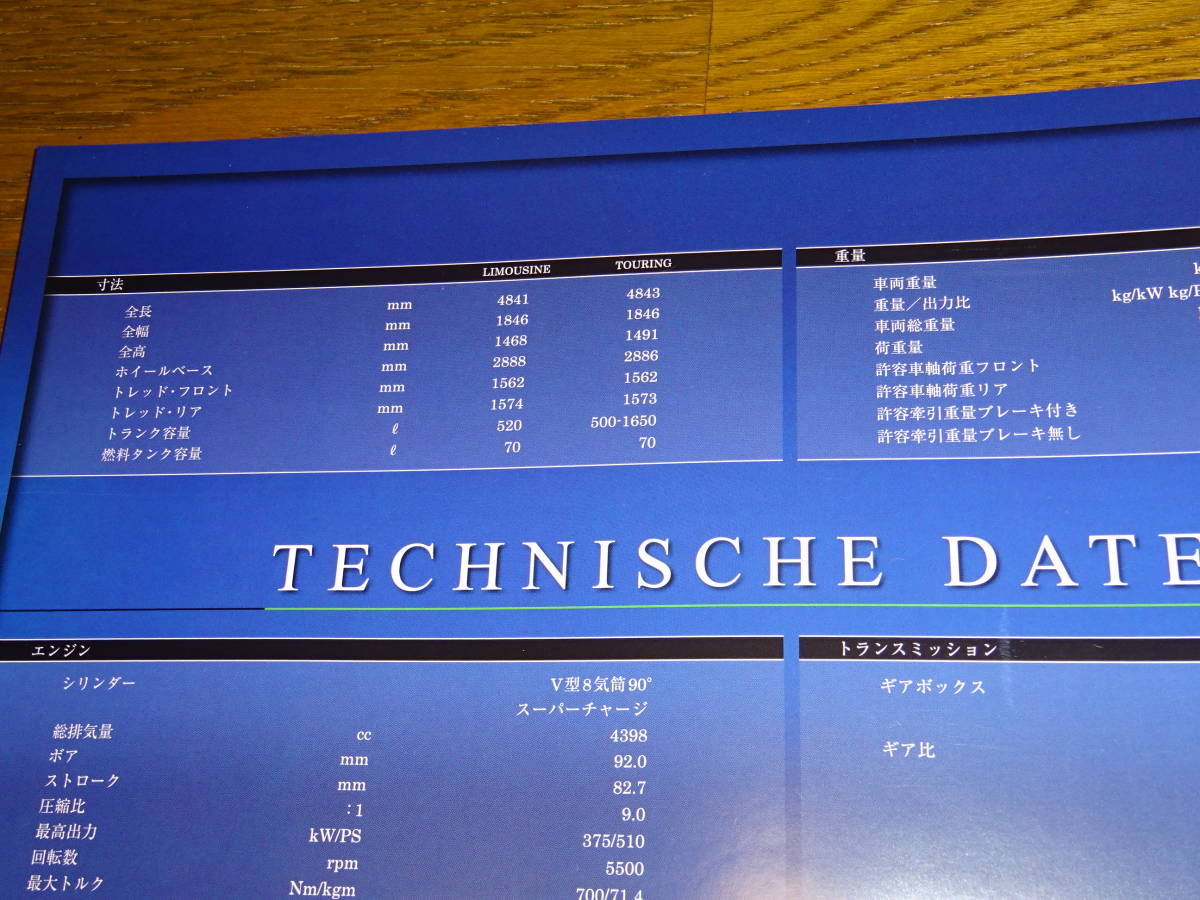 寸法 LIMOUSINE TOURING
全長 mm 4841 4843
全幅 mm 1846 1846
全高 mm 1468 1491
ホイールベース mm 2888 2886
トレッド・フロント mm 1562 1562
トレッド・リア mm 1574 1573
トランク容量 ℓ 520 500-1650
燃料タンク容量 ℓ 70 70
重量
車両重量
重量／出力比 kg/kW kg/
車両総重量
荷重量
許容車軸荷重フロント
許容車軸荷重リア
許容牽引重量ブレーキ付き
許容牽引重量ブレーキ無し
TECHNISCHE DATE
エンジン
シリンダー V型8気筒90°
スーパーチャージ
総排気量 cc 4398
ボア mm 92.0
ストローク mm 82.7
圧縮比 :1 9.0
最高出力 kW/PS 375/510
回転数 rpm 5500
最大トルク Nm/kgm 700/71.4
トランスミッション
ギアボックス
ギア比